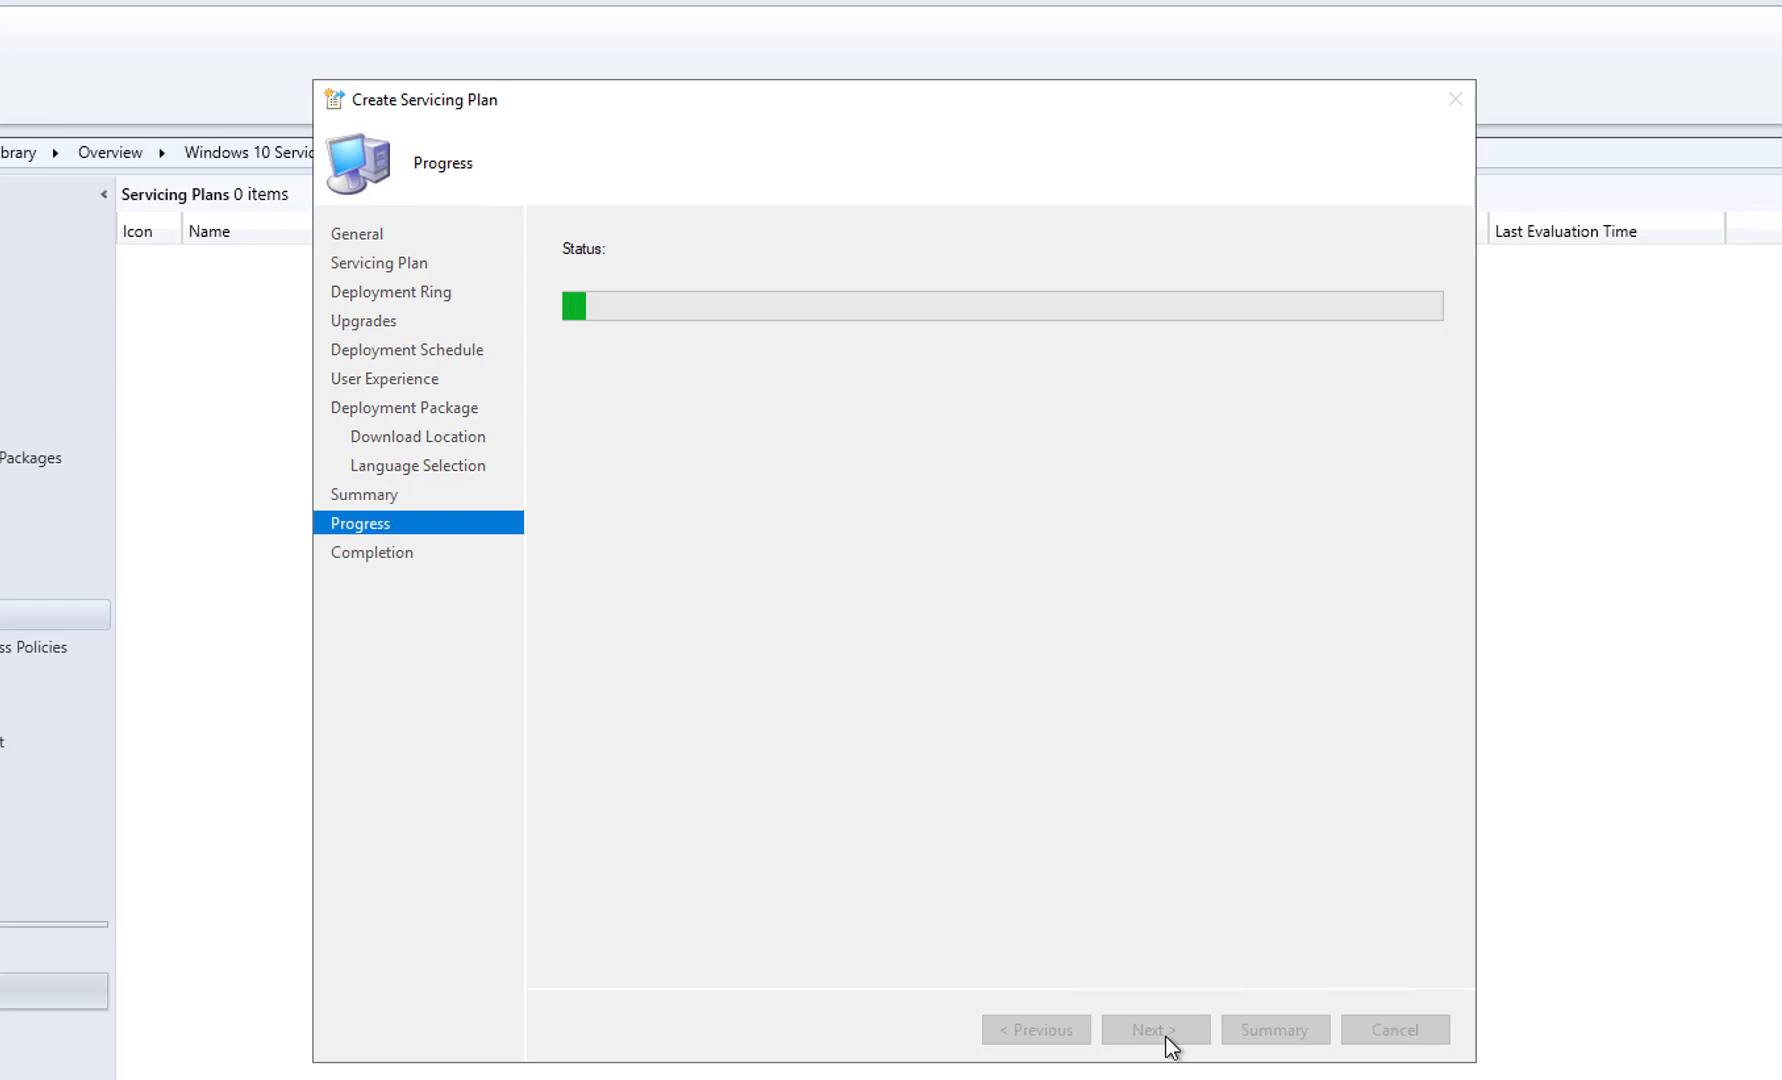 Create Servicing Plan
Progress
brary ▸ Overview ▸ Windows 10 Servic
Servicing Plans 0 items
Icon Name
Last Evaluation Time
Packages
ss Policies
t
General
Servicing Plan
Deployment Ring
Upgrades
Deployment Schedule
User Experience
Deployment Package
Download Location
Language Selection
Summary
Progress
Completion
Status:
< Previous
Next >
Summary
Cancel